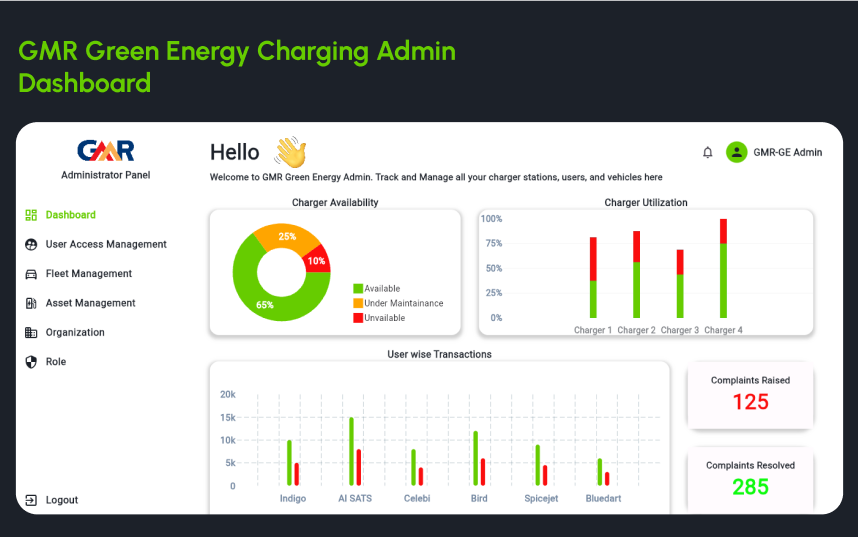 GMR Green Energy Charging Admin
Dashboard
GMR
Administrator Panel
Dashboard
User Access Management
Fleet Management
Asset Management
Organization
Role
Logout
Hello
Welcome to GMR Green Energy Admin. Track and Manage all your charger stations, users, and vehicles here
GMR-GE Admin
Charger Availability
25%
10%
65%
Available
Under Maintainance
Unvailable
Charger Utilization
100%
75%
50%
25%
0%
Charger 1 Charger 2 Charger 3 Charger 4
User wise Transactions
20k
15k
10k
5k
0
Indigo AI SATS Celebi Bird Spicejet Bluedart
Complaints Raised
125
Complaints Resolved
285